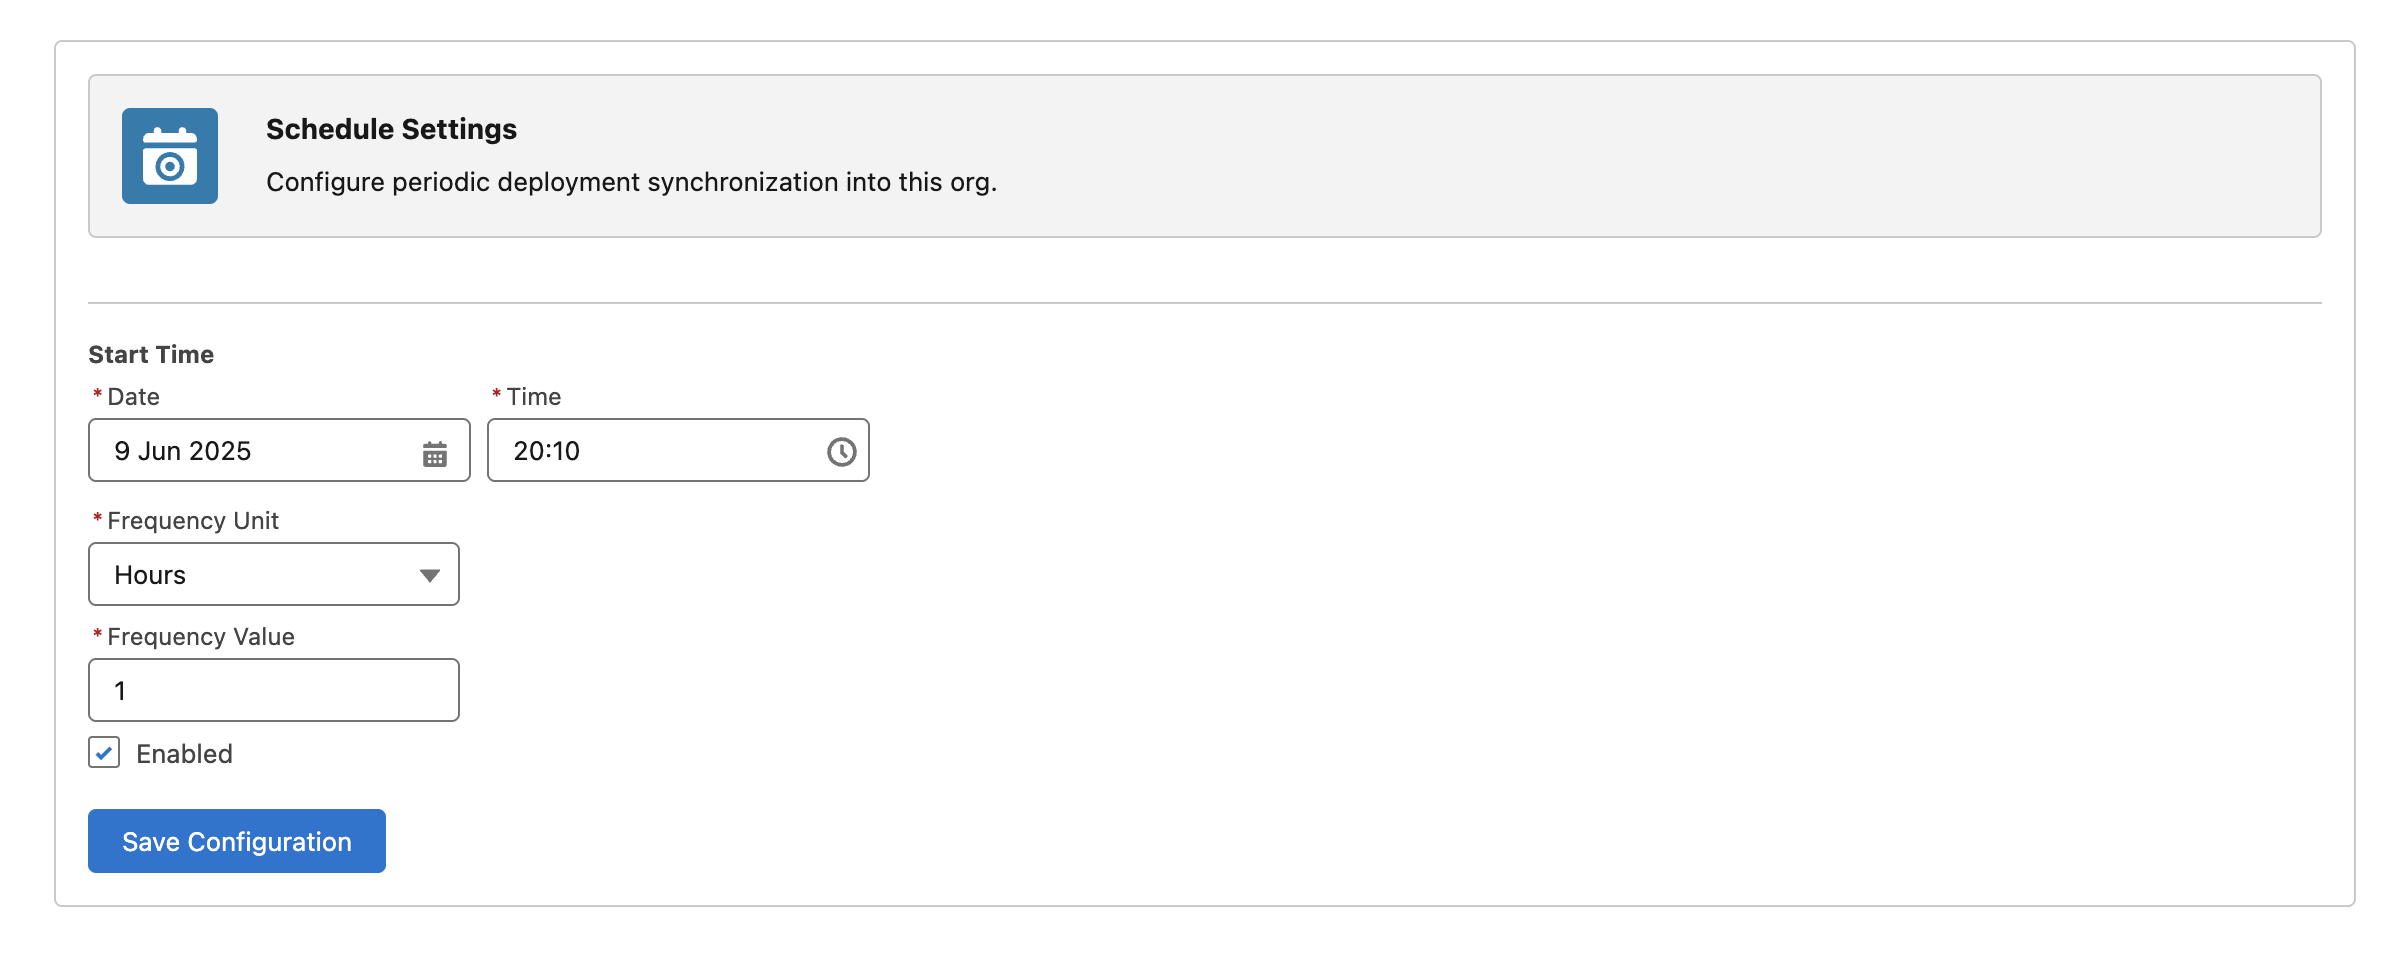 Schedule Settings
Configure periodic deployment synchronization into this org.
Start Time
* Date
* Time
9 Jun 2025
20:10
* Frequency Unit
Hours
* Frequency Value
1
Enabled
Save Configuration